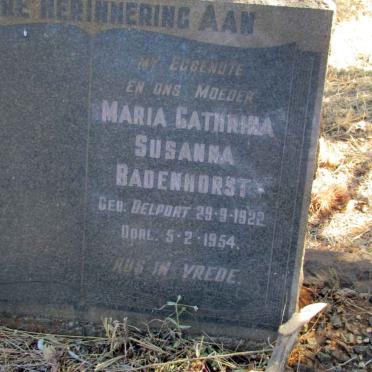 HERINNERING AAN
MY EGGENOTE
EN ONS MOEDER
MARIA CATHRINA
SUSANNA
BADENHORST
GEB. DELPORT 29-9-1922
OORL. 5-2-1954.
RUS IN VREDE.